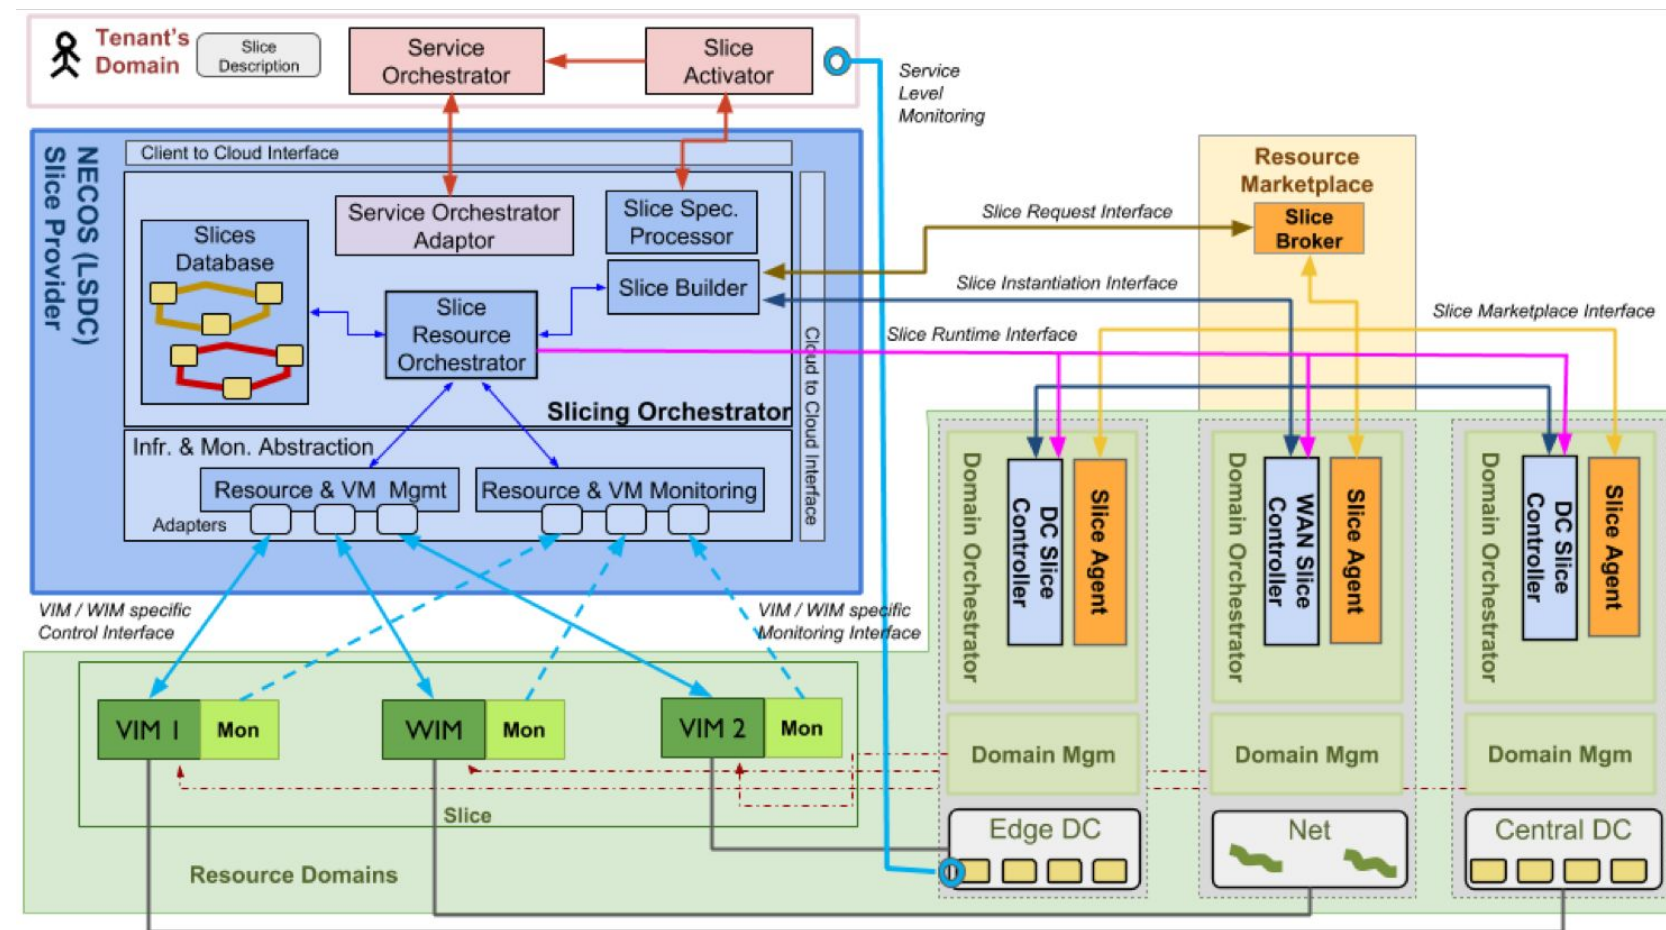 Tenant's
Domain
Slice
Description
Service
Orchestrator
Slice
Activator
Service
Level
Monitoring
NECOS (LSDC)
Slice Provider
Client to Cloud Interface
Cloud to Cloud Interface
Service Orchestrator
Adaptor
Slice Spec.
Processor
Slices
Database
Slice Builder
Slice
Resource
Orchestrator
Slicing Orchestrator
Infr. & Mon. Abstraction
Resource & VM Mgmt
Resource & VM Monitoring
Adapters
Resource
Marketplace
Slice
Broker
Slice Request Interface
Slice Instantiation Interface
Slice Marketplace Interface
Slice Runtime Interface
VIM / WIM specific
Control Interface
VIM / WIM specific
Monitoring Interface
Domain Orchestrator
DC Slice
Controller
Slice Agent
Domain Orchestrator
WAN Slice
Controller
Slice Agent
Domain Orchestrator
DC Slice
Controller
Slice Agent
VIM 1
Mon
WIM
Mon
VIM 2
Mon
Slice
Resource Domains
Domain Mgm
Domain Mgm
Domain Mgm
Edge DC
Net
Central DC